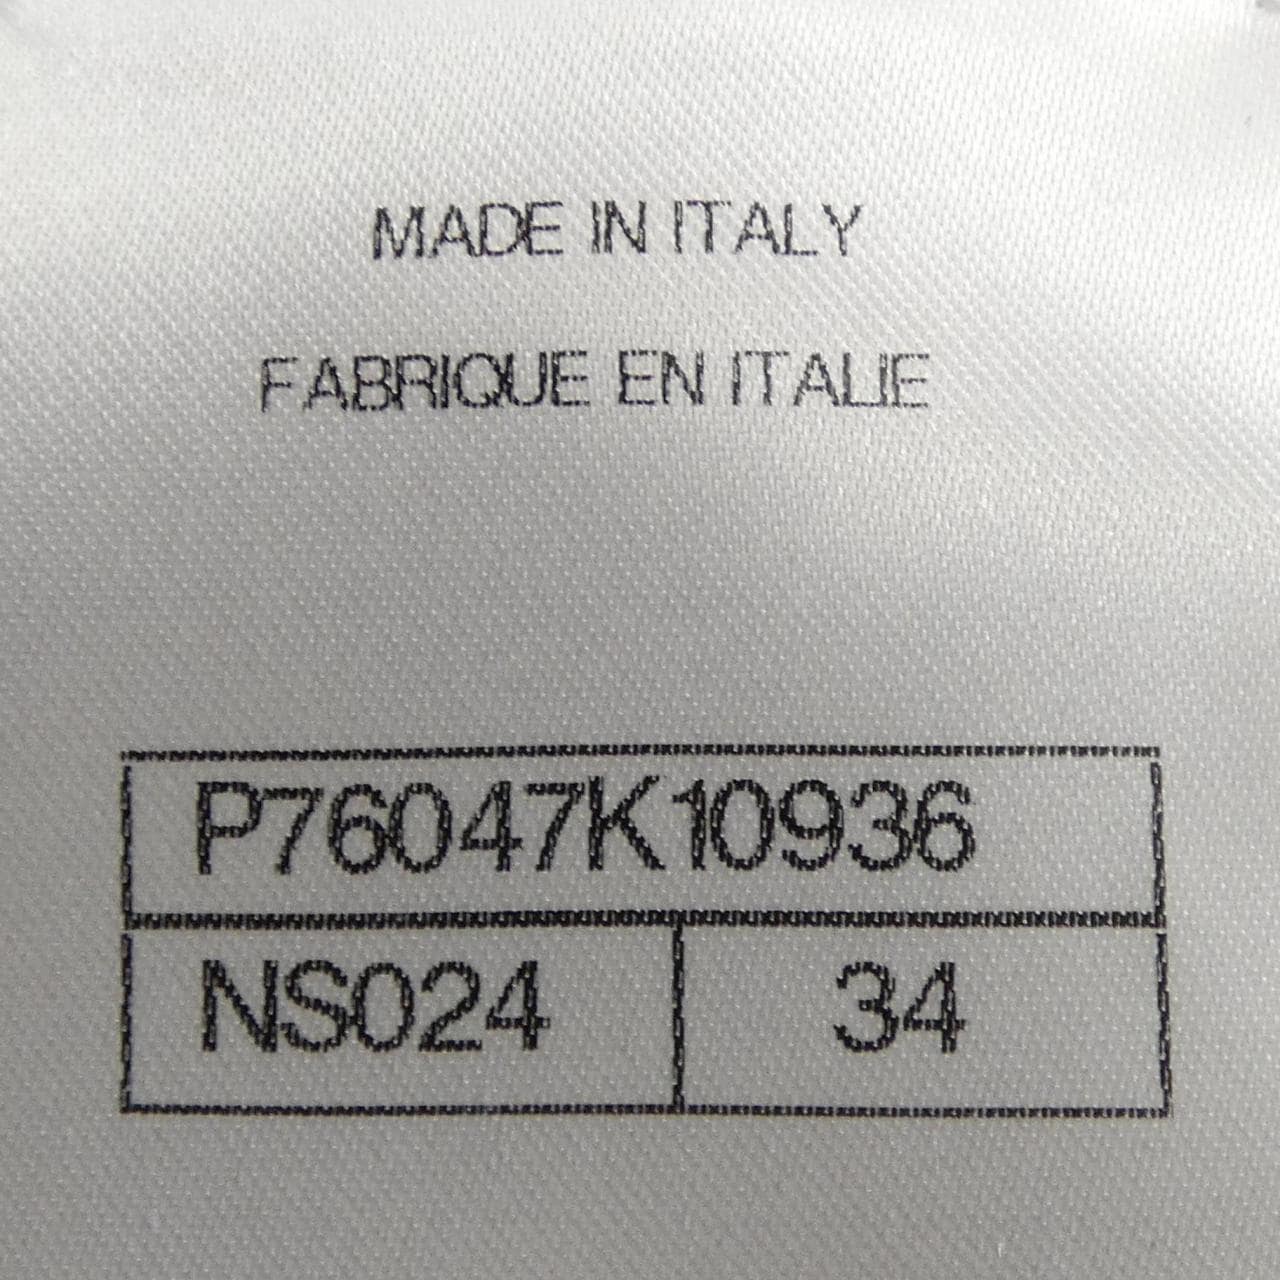 MADE IN ITALY
FABRIQUE EN ITALIE
P76047K10936
NS024 34